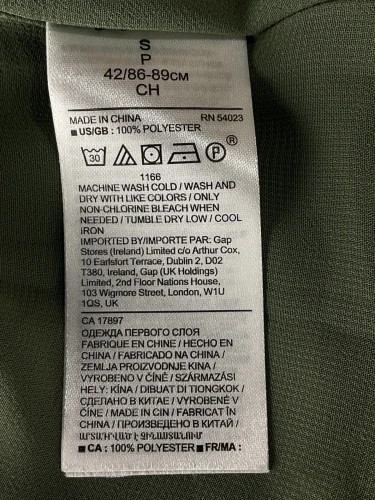 S
P
42/86-89CM
CH
MADE IN CHINA RN 54023
■ US/GB : 100% POLYESTER
30 P ®
1166
MACHINE WASH COLD / WASH AND
DRY WITH LIKE COLORS / ONLY
NON-CHLORINE BLEACH WHEN
NEEDED / TUMBLE DRY LOW / COOL
IRON
IMPORTED BY/IMPORTE PAR: Gap
Stores (Ireland) Limited c/o Arthur Cox,
10 Earlsfort Terrace, Dublin 2, D02
T380, Ireland, Gap (UK Holdings)
Limited, 2nd Floor Nations House,
103 Wigmore Street, London, W1U
1QS, UK
CA 17897
ОДЕЖДА ПЕРВОГО СЛОЯ
FABRIQUE EN CHINE / HECHO EN
CHINA / FABRICADO NA CHINA /
ZEMLJA PROIZVODNJE KINA /
VYROBENO V ČÍNĚ / SZÁRMAZÁSI
HELY: KÍNA / DIBUAT DI TIONGKOK /
СДЕЛАНО В КИТАЕ / VYROBENÉ V
ČÍNE / MADE IN CIN / FABRICAT ÎN
CHINA / ПРОИЗВЕДЕНО В КИТАЙ /
■ CA : 100% POLYESTER ■ FR/MA :